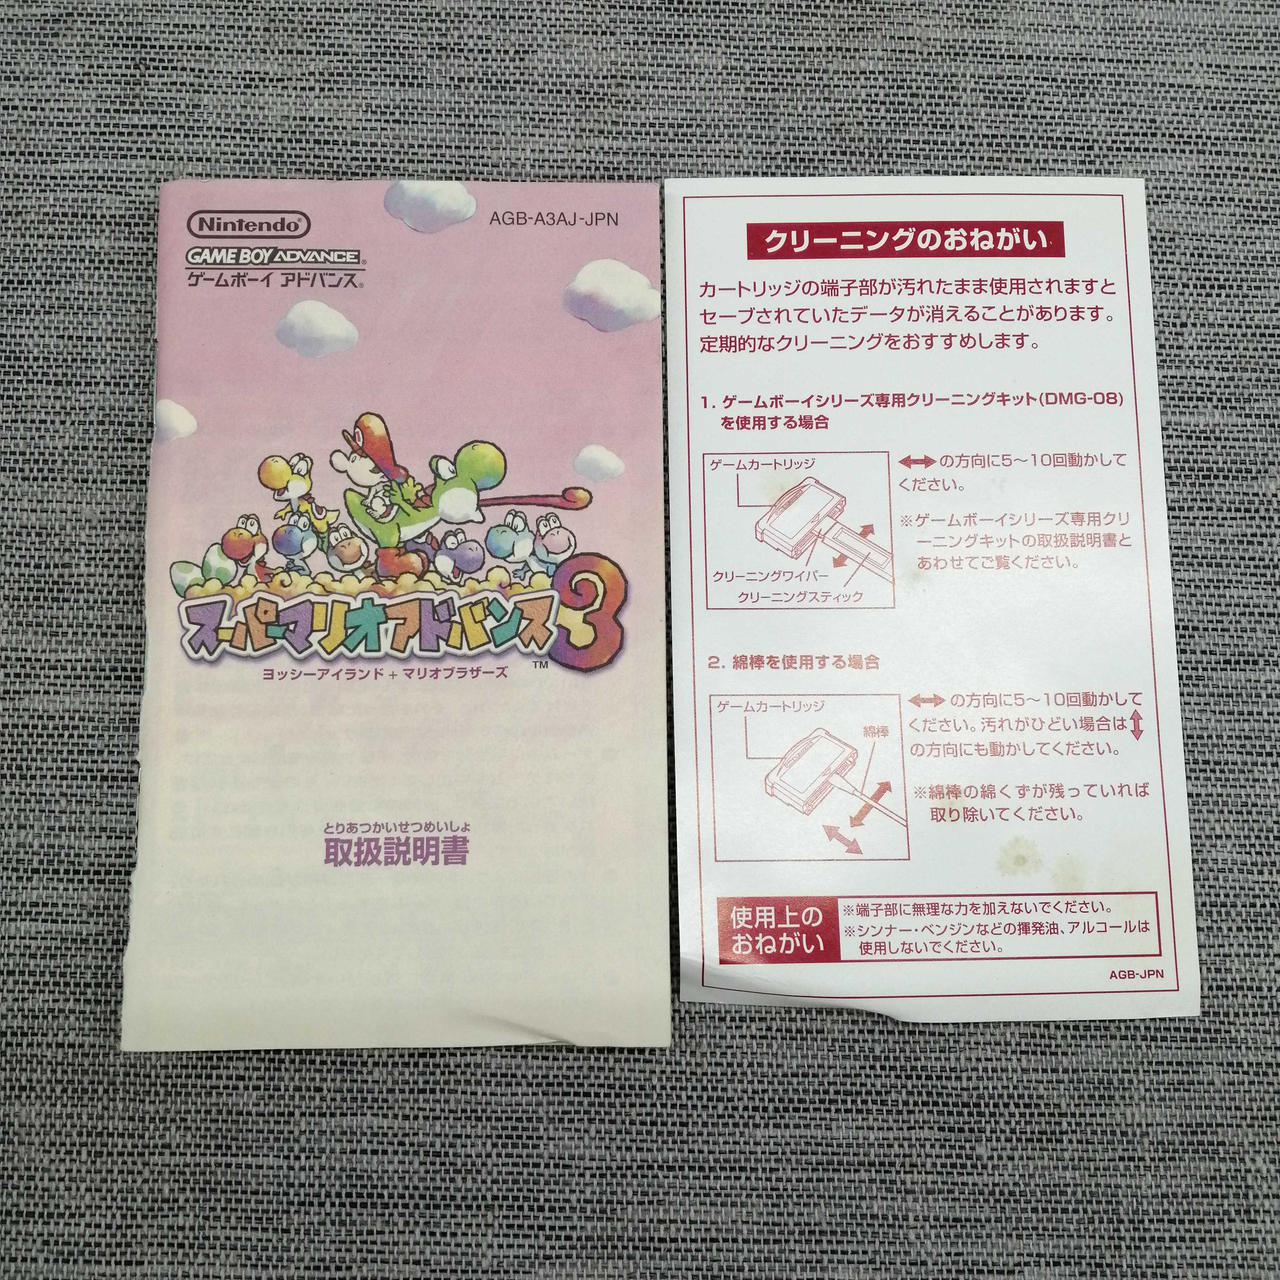 Nintendo®
AGB-A3AJ-JPN
GAME BOY ADVANCE®
ゲームボーイ アドバンス®
スーパーマリオアドバンス3
TM
ヨッシーアイランド + マリオブラザーズ
とりあつかいせつめいしょ
取扱説明書
クリーニングのおねがい
カートリッジの端子部が汚れたまま使用されますと
セーブされていたデータが消えることがあります。
定期的なクリーニングをおすすめします。
1. ゲームボーイシリーズ専用クリーニングキット(DMG-08)
を使用する場合
ゲームカートリッジ
クリーニングワイパー
クリーニングスティック
⟷の方向に5〜10回動かして
ください。
※ゲームボーイシリーズ専用クリ
ーニングキットの取扱説明書と
あわせてご覧ください。
2. 綿棒を使用する場合
ゲームカートリッジ
綿棒
⟷の方向に5〜10回動かして
ください。汚れがひどい場合は↕
の方向にも動かしてください。
※綿棒の綿くずが残っていれば
取り除いてください。
使用上の
おねがい
※端子部に無理な力を加えないでください。
※シンナー・ベンジンなどの揮発油、アルコールは
使用しないでください。
AGB-JPN